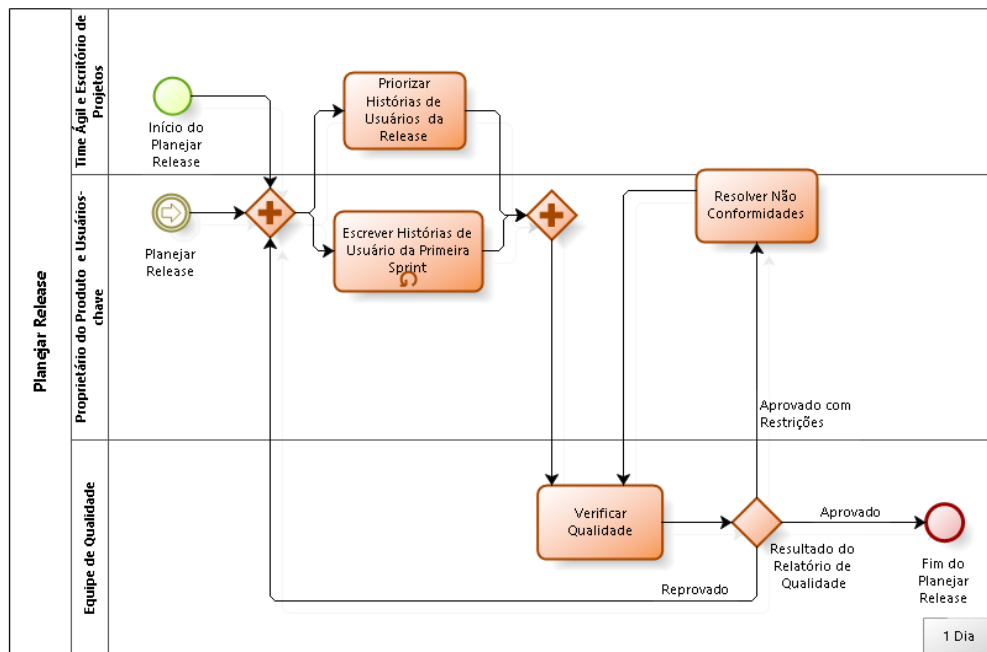 Planejar Release
Time Ágil e Escritório de
Projetos
Início do
Planejar
Release
Priorizar
Histórias de
Usuários da
Release
Proprietário do Produto e Usuários-
chave
Planejar
Release
Escrever Histórias de
Usuário da Primeira
Sprint
Resolver Não
Conformidades
Aprovado com
Restrições
Equipe de Qualidade
Verificar
Qualidade
Aprovado
Resultado do
Relatório de
Qualidade
Reprovado
Fim do
Planejar
Release
1 Dia